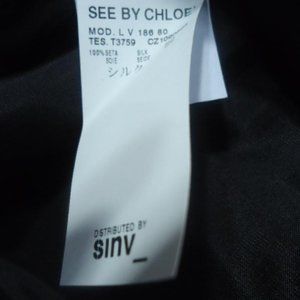 SEE BY CHLOE
MOD. L V 186 80
TES. T3759
100%SETA SILK
SOIE SEIDE
シルク
DISTRIBUTED BY
sinv_